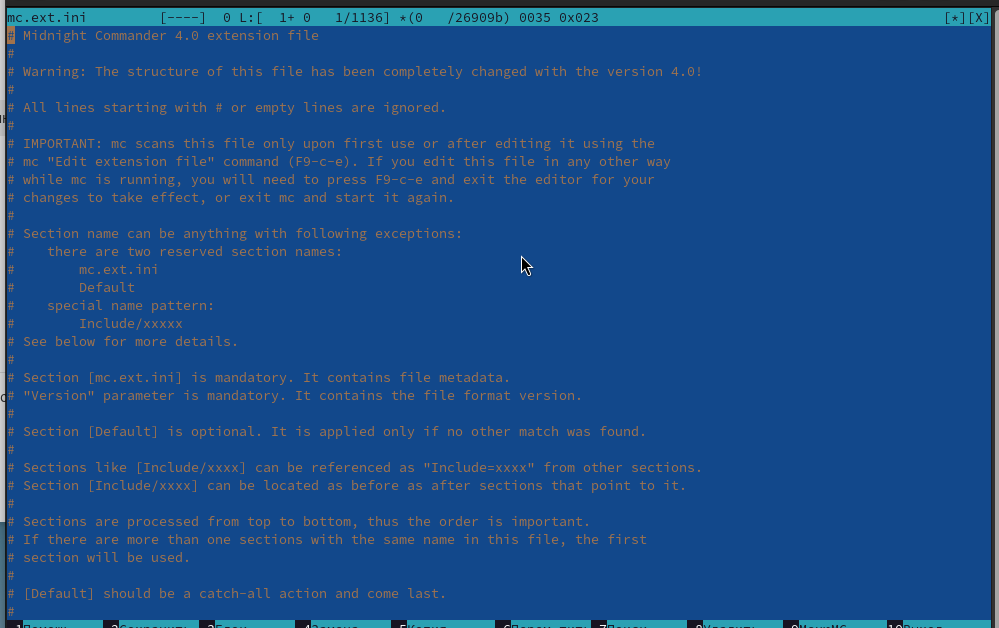 mc.ext.ini [----] 0 L:[ 1+ 0 1/1136] *(0 /26909b) 0035 0x023 [*][X]
# Midnight Commander 4.0 extension file
#
# Warning: The structure of this file has been completely changed with the version 4.0!
#
# All lines starting with # or empty lines are ignored.
#
# IMPORTANT: mc scans this file only upon first use or after editing it using the
# mc "Edit extension file" command (F9-c-e). If you edit this file in any other way
# while mc is running, you will need to press F9-c-e and exit the editor for your
# changes to take effect, or exit mc and start it again.
#
# Section name can be anything with following exceptions:
#    there are two reserved section names:
#        mc.ext.ini
#        Default
#    special name pattern:
#        Include/xxxxx
# See below for more details.
#
# Section [mc.ext.ini] is mandatory. It contains file metadata.
# "Version" parameter is mandatory. It contains the file format version.
#
# Section [Default] is optional. It is applied only if no other match was found.
#
# Sections like [Include/xxxx] can be referenced as "Include=xxxx" from other sections.
# Section [Include/xxxx] can be located as before as after sections that point to it.
#
# Sections are processed from top to bottom, thus the order is important.
# If there are more than one sections with the same name in this file, the first
# section will be used.
#
# [Default] should be a catch-all action and come last.
#